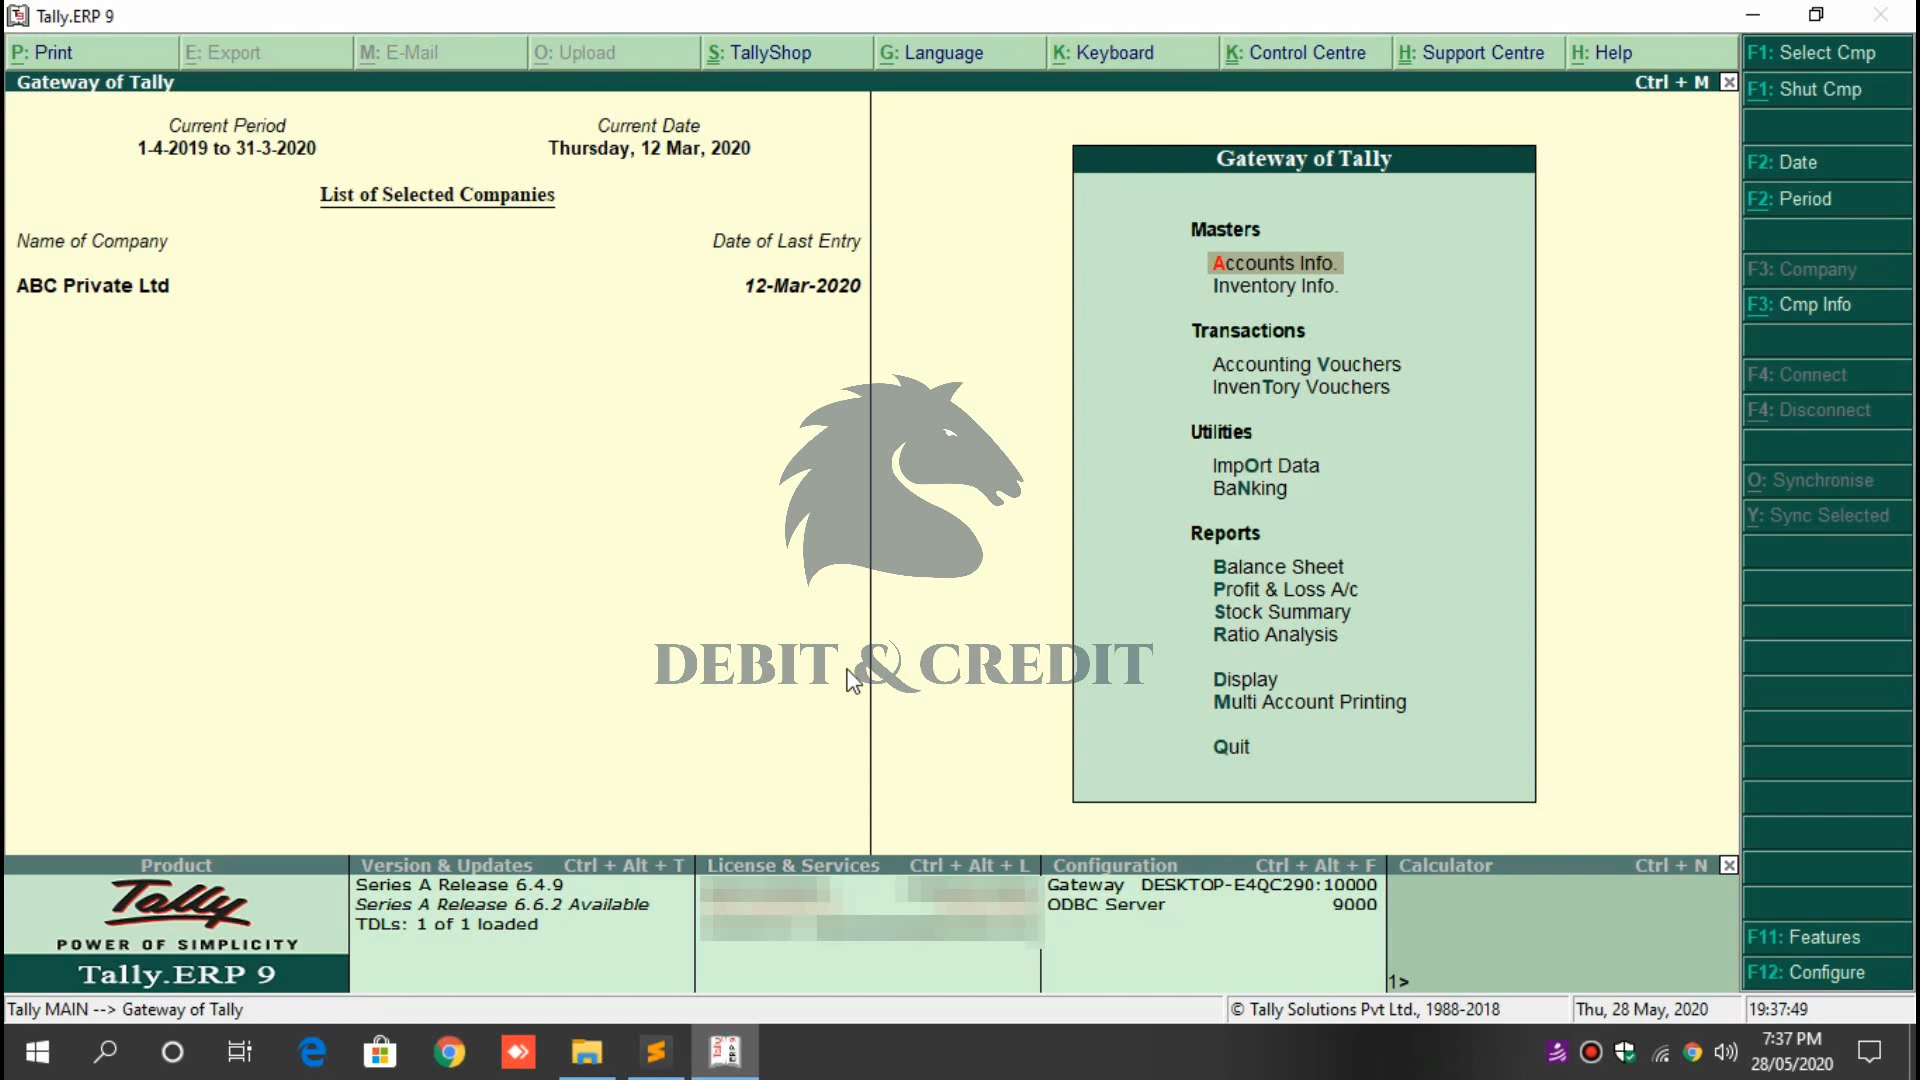 Tally.ERP 9
P: Print
E: Export
M: E-Mail
O: Upload
S: TallyShop
G: Language
K: Keyboard
K: Control Centre
H: Support Centre
H: Help
Gateway of Tally
Ctrl + M
Current Period
1-4-2019 to 31-3-2020
Current Date
Thursday, 12 Mar, 2020
List of Selected Companies
Name of Company
Date of Last Entry
ABC Private Ltd
12-Mar-2020
Gateway of Tally
Masters
Accounts Info.
Inventory Info.
Transactions
Accounting Vouchers
InvenTory Vouchers
Utilities
ImpOrt Data
BaNking
Reports
Balance Sheet
Profit & Loss A/c
Stock Summary
Ratio Analysis
Display
Multi Account Printing
Quit
DEBIT & CREDIT
F1: Select Cmp
F1: Shut Cmp
F2: Date
F2: Period
F3: Company
F3: Cmp Info
F4: Connect
F4: Disconnect
O: Synchronise
Y: Sync Selected
F11: Features
F12: Configure
Product
Tally
POWER OF SIMPLICITY
Tally.ERP 9
Version & Updates Ctrl + Alt + T
Series A Release 6.4.9
Series A Release 6.6.2 Available
TDLs: 1 of 1 loaded
License & Services Ctrl + Alt + L
Configuration Ctrl + Alt + F
Gateway DESKTOP-E4QC290:10000
ODBC Server 9000
Calculator Ctrl + N
1>
Tally MAIN --> Gateway of Tally
© Tally Solutions Pvt Ltd., 1988-2018
Thu, 28 May, 2020
19:37:49
7:37 PM
28/05/2020